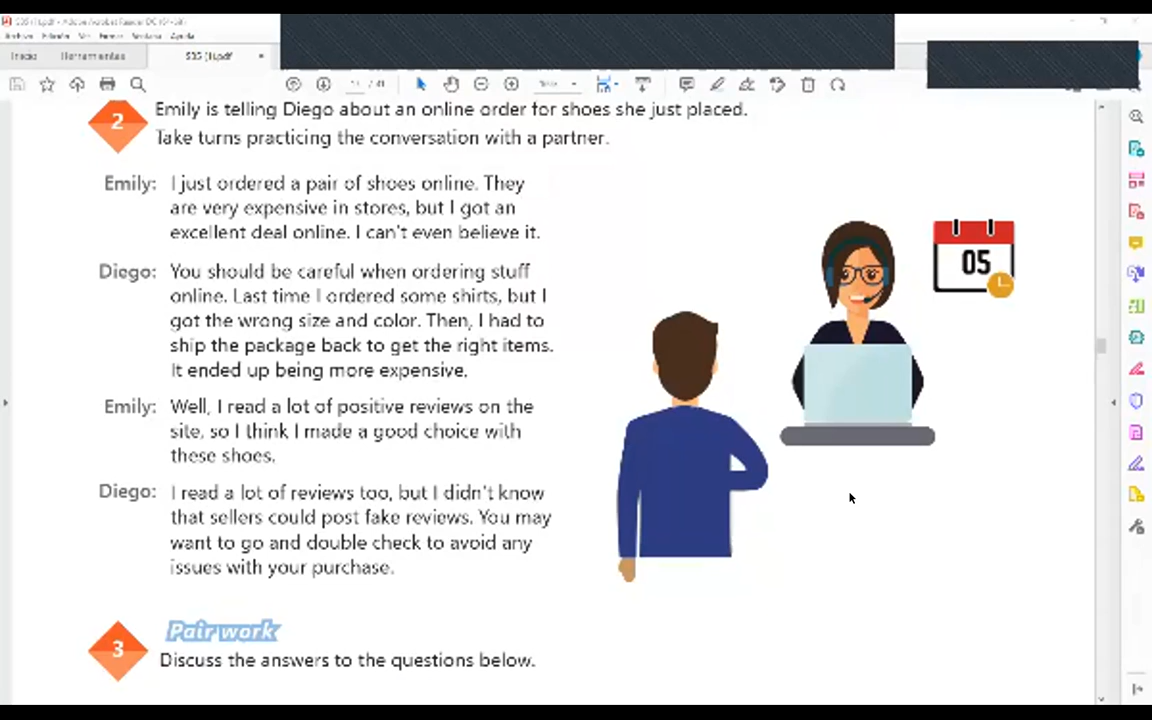 Inicio
Herramientas
2
Emily is telling Diego about an online order for shoes she just placed.
Take turns practicing the conversation with a partner.
Emily: I just ordered a pair of shoes online. They
are very expensive in stores, but I got an
excellent deal online. I can't even believe it.
Diego: You should be careful when ordering stuff
online. Last time I ordered some shirts, but I
got the wrong size and color. Then, I had to
ship the package back to get the right items.
It ended up being more expensive.
Emily: Well, I read a lot of positive reviews on the
site, so I think I made a good choice with
these shoes.
Diego: I read a lot of reviews too, but I didn't know
that sellers could post fake reviews. You may
want to go and double check to avoid any
issues with your purchase.
05
3
Pair work
Discuss the answers to the questions below.